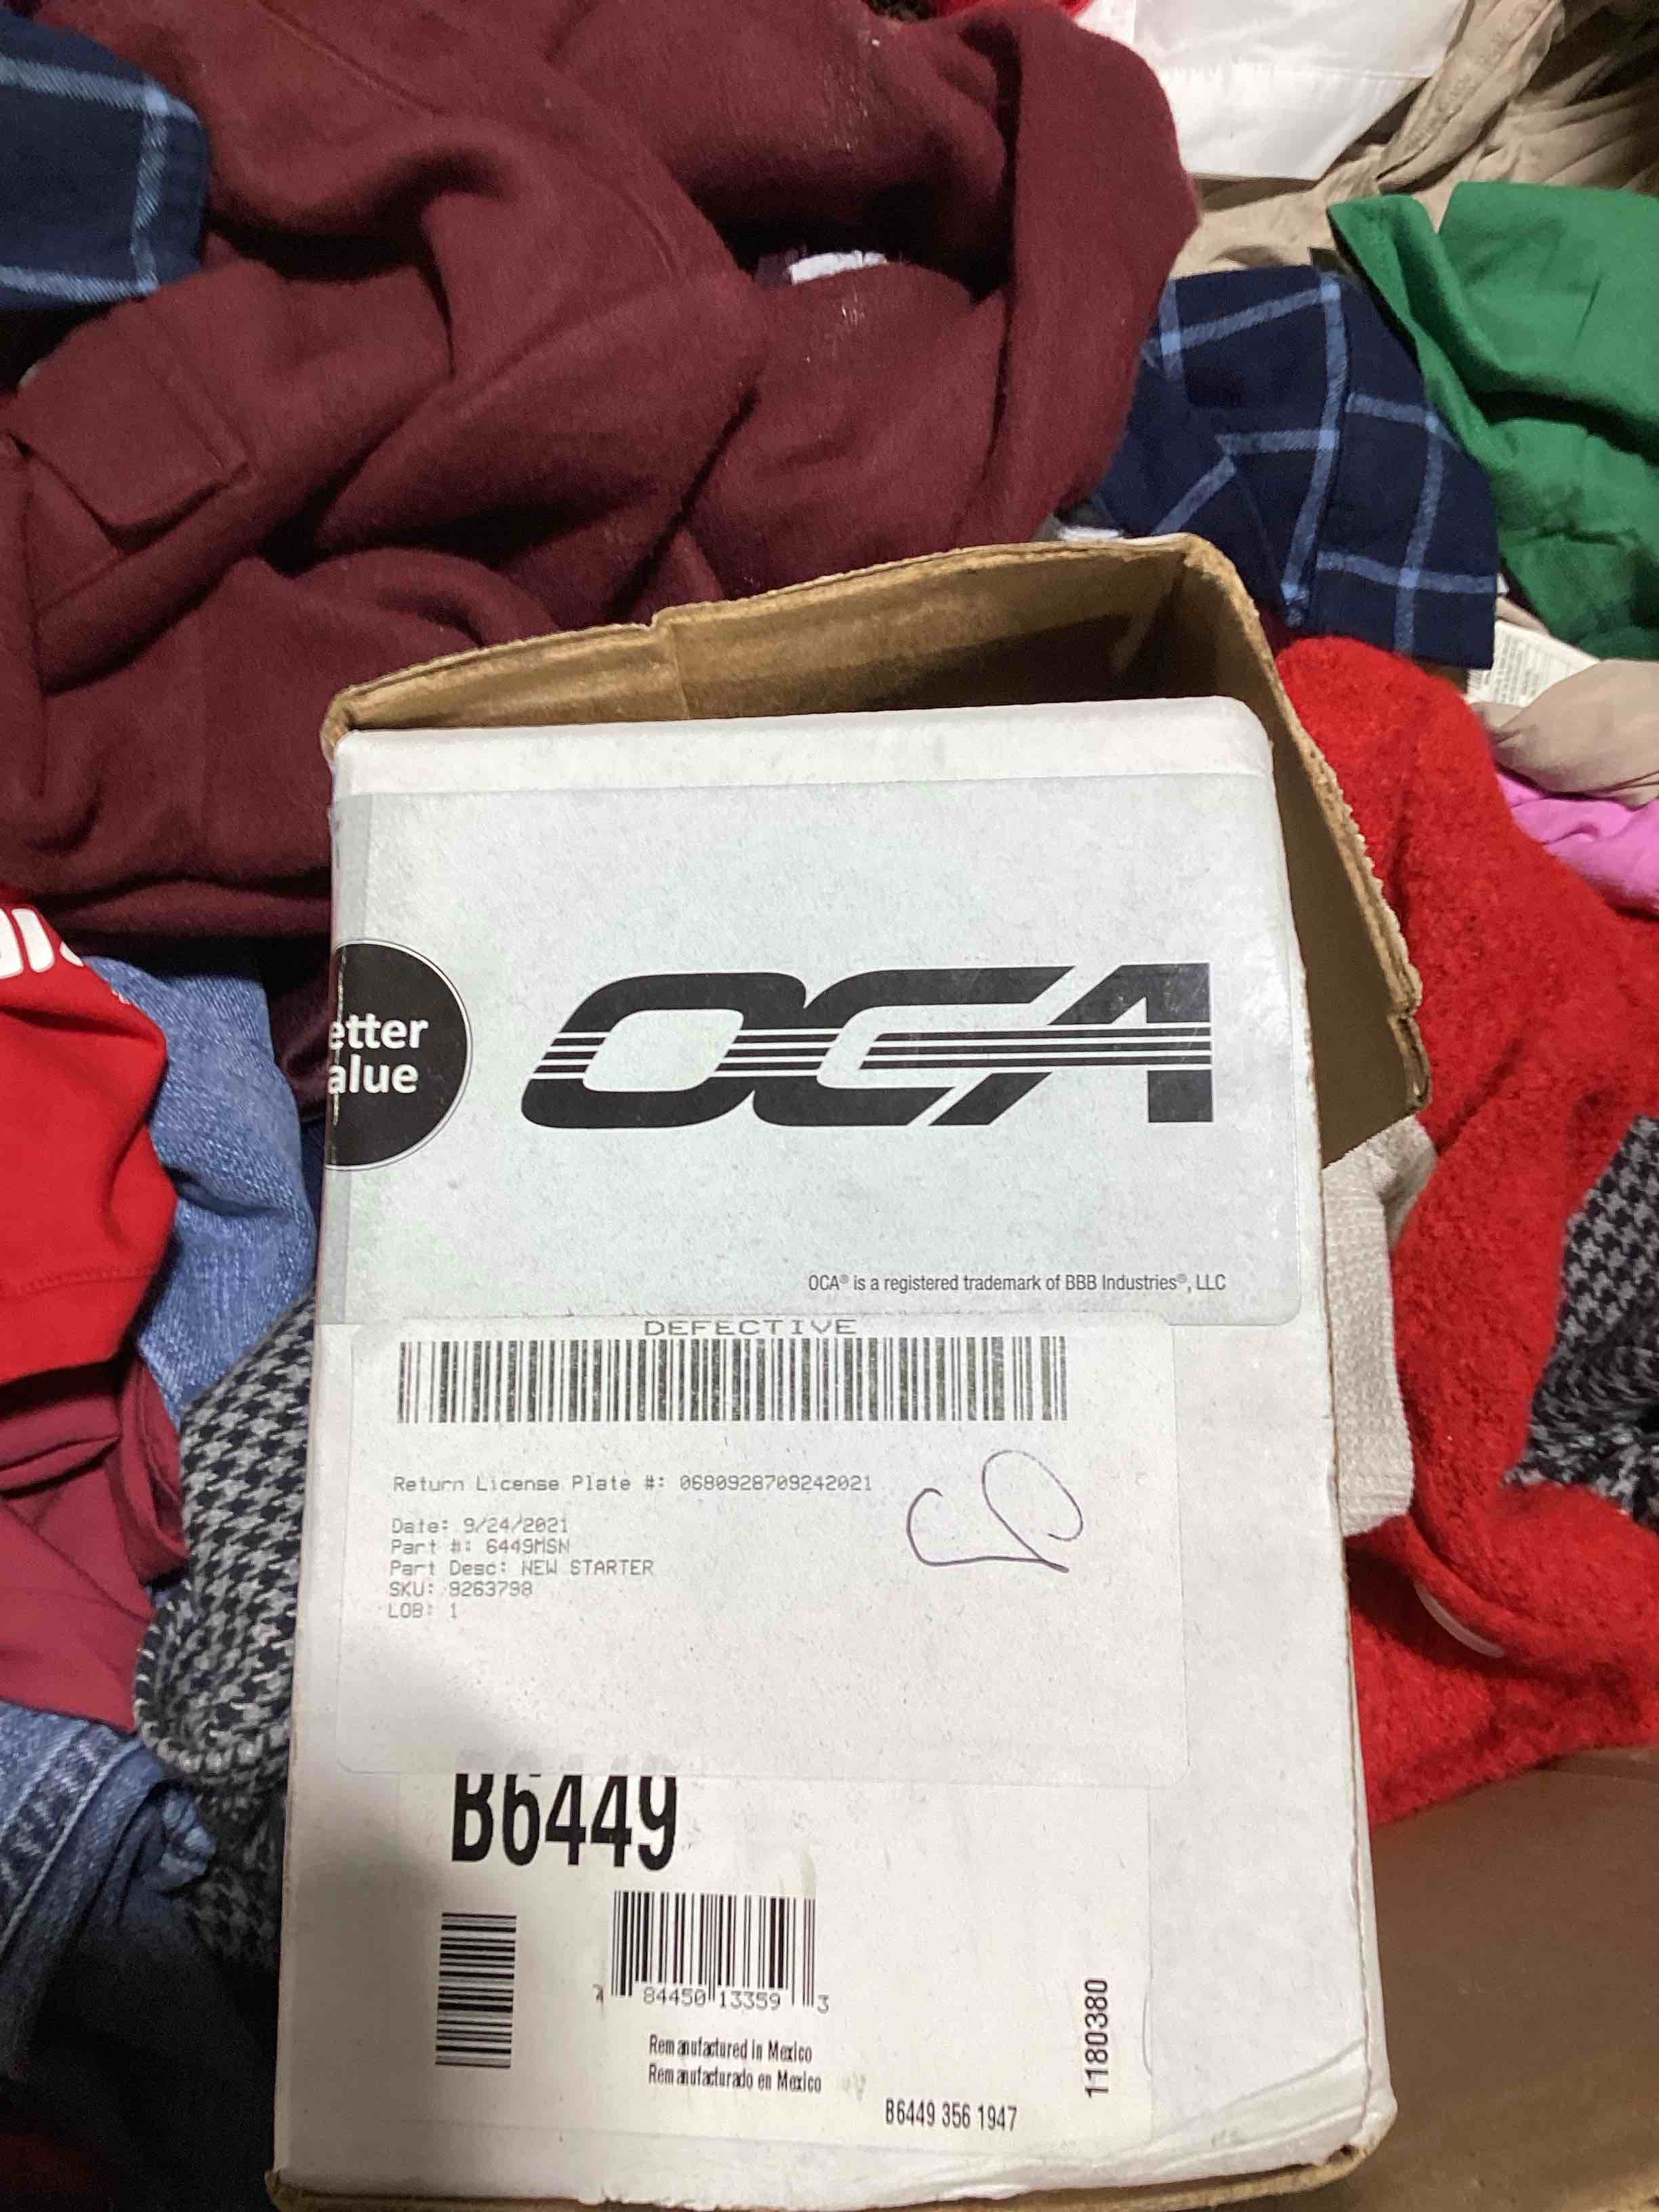 etter
alue
OCA
OCA® is a registered trademark of BBB Industries®, LLC
DEFECTIVE
Return License Plate #: 0680928709242021
Date: 9/24/2021
Part #: 6449MSN
Part Desc: NEW STARTER
SKU: 9263798
LOB: 1
B6449
84450 13359 3
Remanufactured in Mexico
Remanufacturado en Mexico
1180380
B6449 356 1947